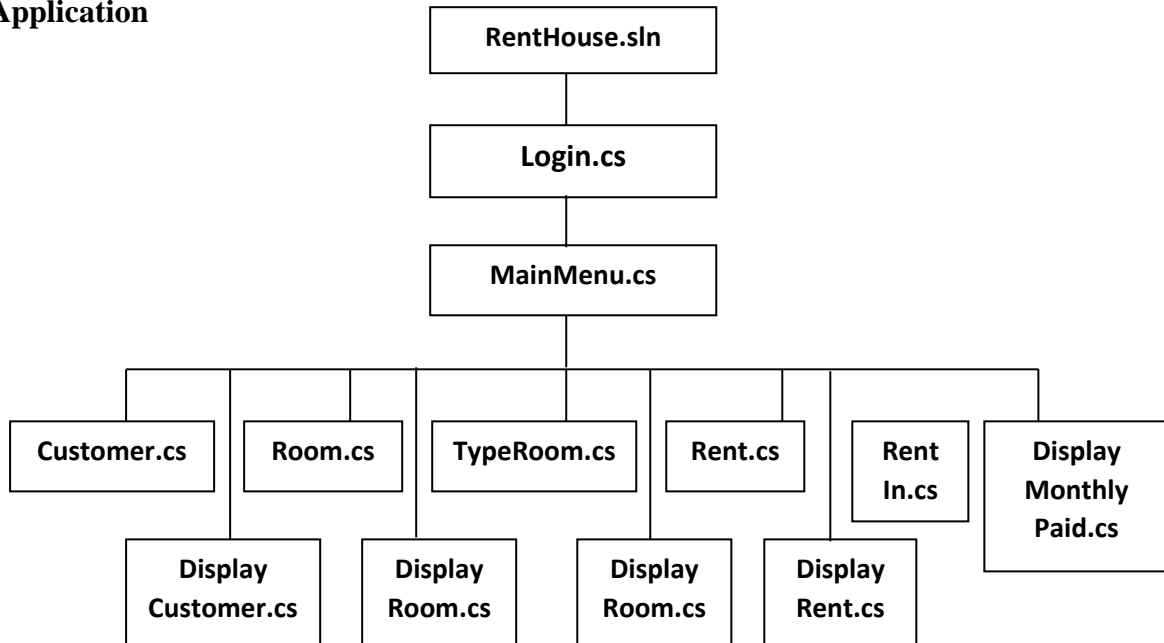 Application
RentHouse.sln
Login.cs
MainMenu.cs
Customer.cs
Room.cs
TypeRoom.cs
Rent.cs
Rent
In.cs
Display
Monthly
Paid.cs
Display
Customer.cs
Display
Room.cs
Display
Room.cs
Display
Rent.cs